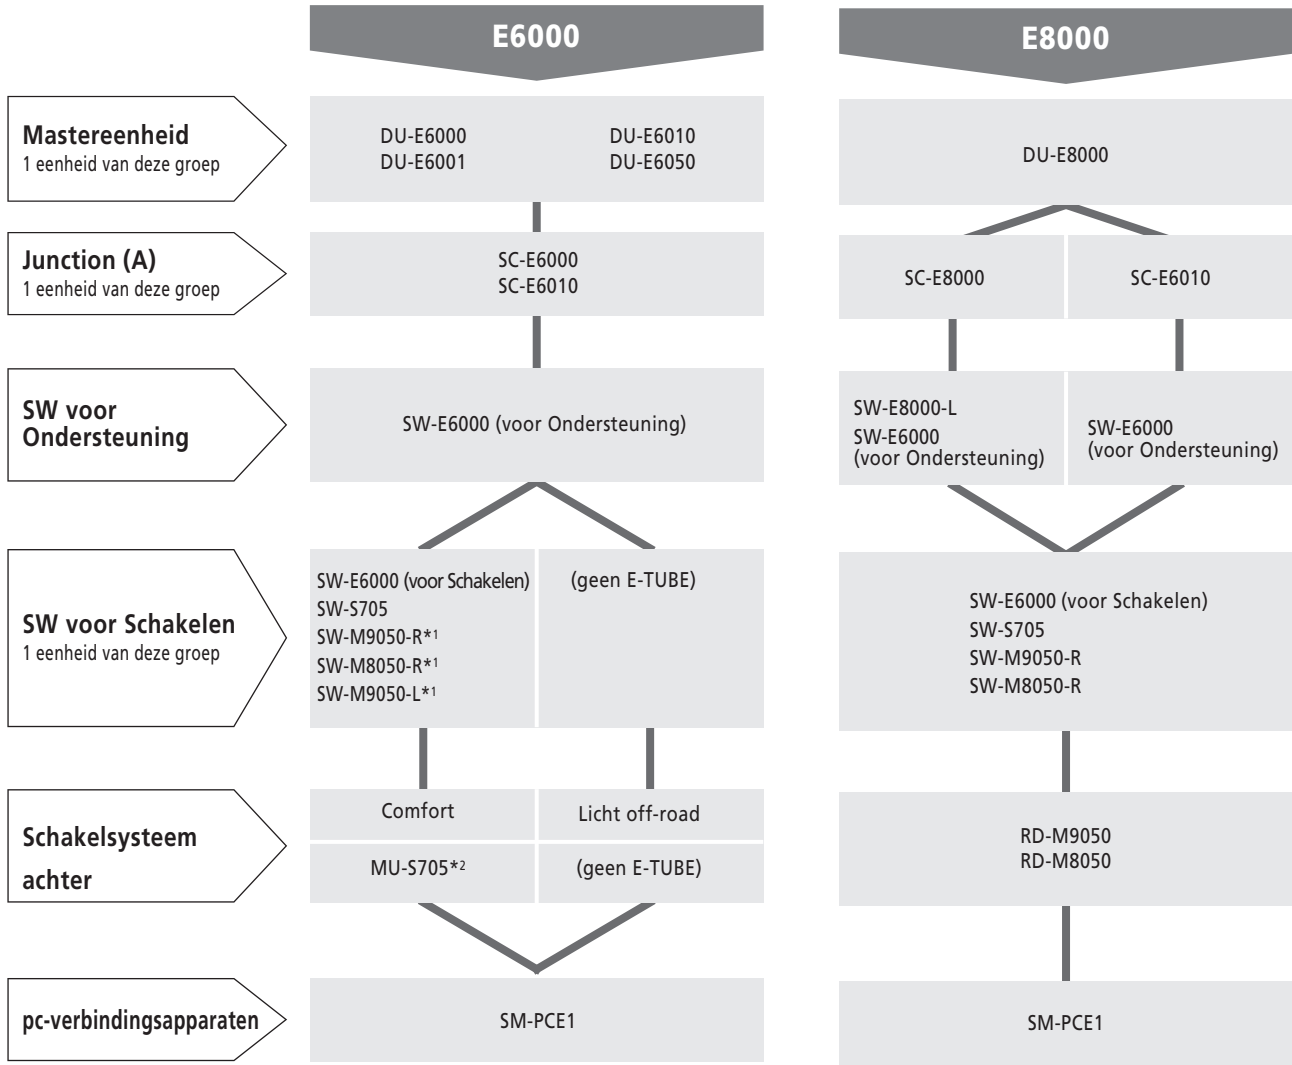 E6000
E8000
Mastereenheid
1 eenheid van deze groep
DU-E6000
DU-E6001
DU-E6010
DU-E6050
DU-E8000
Junction (A)
1 eenheid van deze groep
SC-E6000
SC-E6010
SC-E8000
SC-E6010
SW voor
Ondersteuning
SW-E6000 (voor Ondersteuning)
SW-E8000-L
SW-E6000
(voor Ondersteuning)
SW-E6000
(voor Ondersteuning)
SW voor Schakelen
1 eenheid van deze groep
SW-E6000 (voor Schakelen)
SW-S705
SW-M9050-R*1
SW-M8050-R*1
SW-M9050-L*1
(geen E-TUBE)
SW-E6000 (voor Schakelen)
SW-S705
SW-M9050-R
SW-M8050-R
Schakelsysteem
achter
Comfort
Licht off-road
MU-S705*2
(geen E-TUBE)
RD-M9050
RD-M8050
pc-verbindingsapparaten
SM-PCE1
SM-PCE1